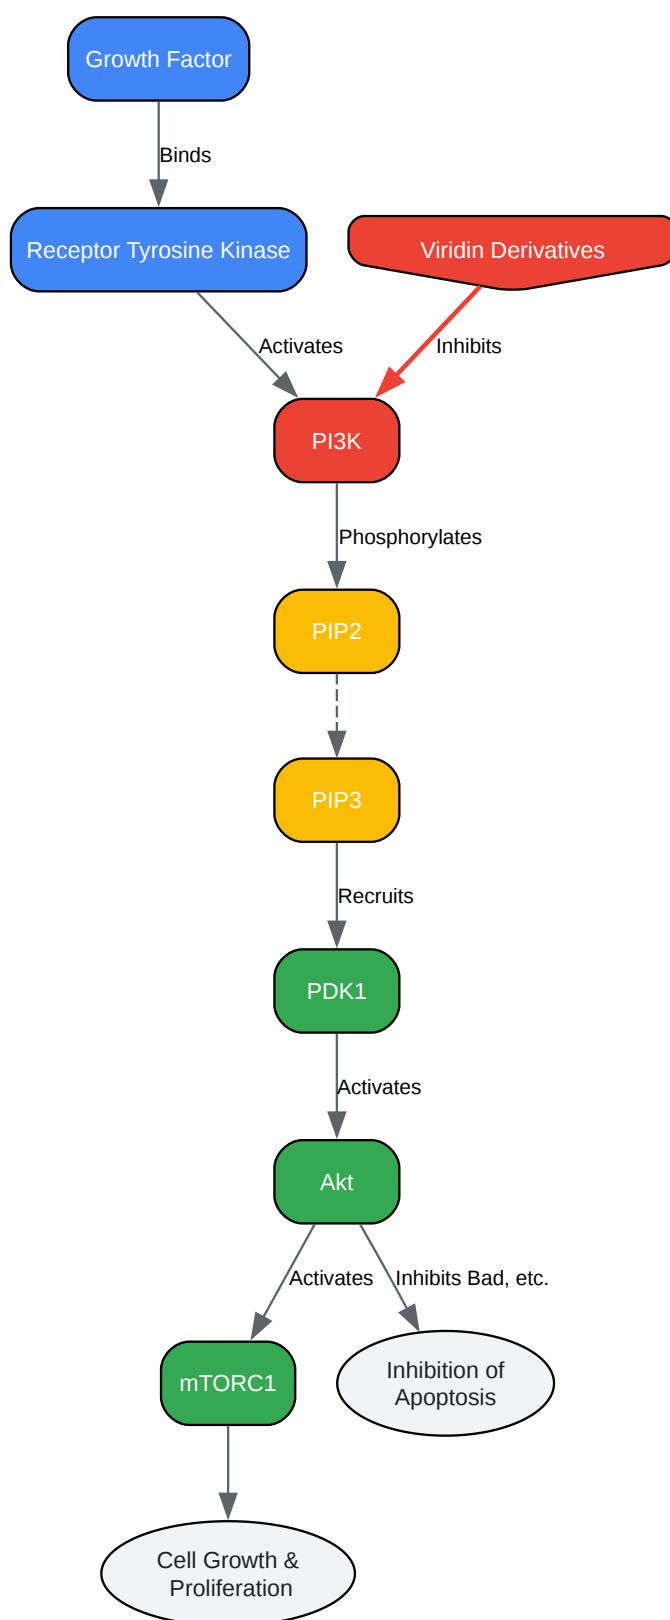 Growth Factor
Binds
Receptor Tyrosine Kinase
Viridin Derivatives
Activates
Inhibits
PI3K
Phosphorylates
PIP2
PIP3
Recruits
PDK1
Activates
Akt
Activates
Inhibits Bad, etc.
mTORC1
Inhibition of
Apoptosis
Cell Growth &
Proliferation